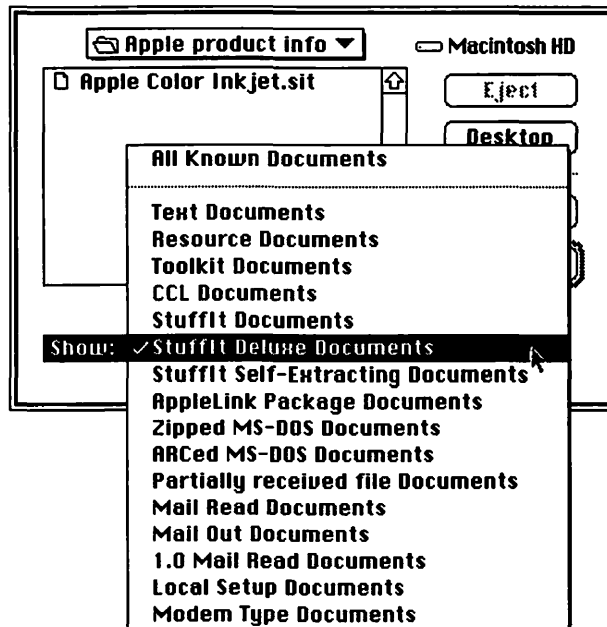 Apple product info
Macintosh HD
Apple Color Inkjet.sit
Eject
Desktop
All Known Documents
Text Documents
Resource Documents
Toolkit Documents
CCL Documents
StuffIt Documents
Show: ✓StuffIt Deluxe Documents
StuffIt Self-Extracting Documents
AppleLink Package Documents
Zipped MS-DOS Documents
ARCed MS-DOS Documents
Partially received file Documents
Mail Read Documents
Mail Out Documents
1.0 Mail Read Documents
Local Setup Documents
Modem Type Documents